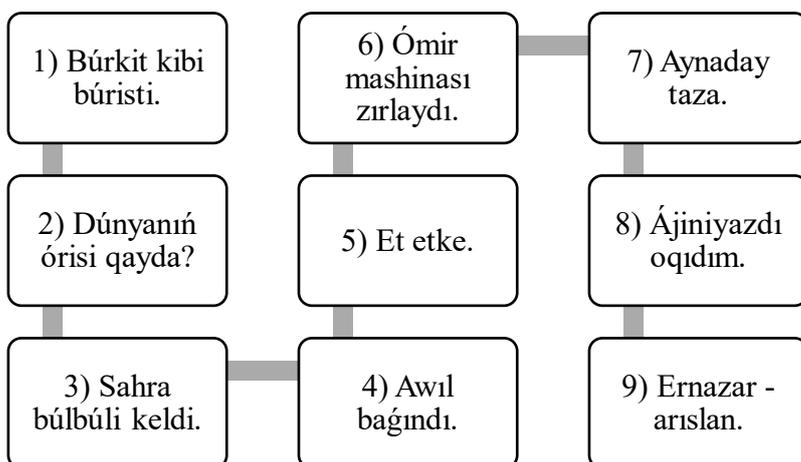 1) Búrkit kibi
búristi.
2) Dúnyanıń
órisi qayda?
3) Sahra
búlbúli keldi.
4) Awıl
baǵındı.
5) Et etke.
6) Ómir
mashinası
zırlaydı.
7) Aynaday
taza.
8) Ájiniyazdı
oqıdım.
9) Ernazar -
arıslan.